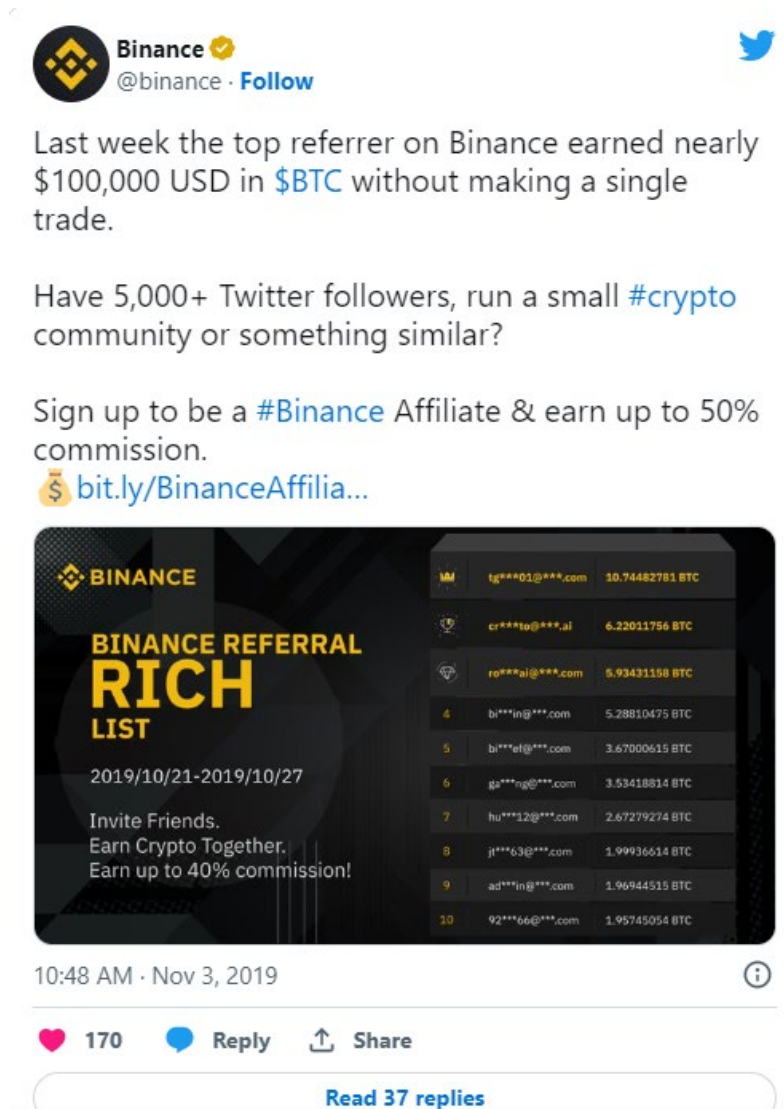 Binance
@binance · Follow
Last week the top referrer on Binance earned nearly
$100,000 USD in $BTC without making a single
trade.
Have 5,000+ Twitter followers, run a small #crypto
community or something similar?
Sign up to be a #Binance Affiliate & earn up to 50%
commission.
bit.ly/BinanceAffilia...
BINANCE
BINANCE REFERRAL
RICH
LIST
2019/10/21-2019/10/27
Invite Friends.
Earn Crypto Together.
Earn up to 40% commission!
tg***01@***.com 10.74482781 BTC
cr***to@***.ai 6.22011756 BTC
ro***ai@***.com 5.93431158 BTC
4 bi***in@***.com 5.28810475 BTC
5 bi***ef@***.com 3.67000615 BTC
6 ga***ng@***.com 3.53418814 BTC
7 hu***12@***.com 2.67279274 BTC
8 jt***63@***.com 1.99936614 BTC
9 ad***in@***.com 1.96944515 BTC
10 92***66@***.com 1.95745054 BTC
10:48 AM · Nov 3, 2019
170 Reply Share
Read 37 replies